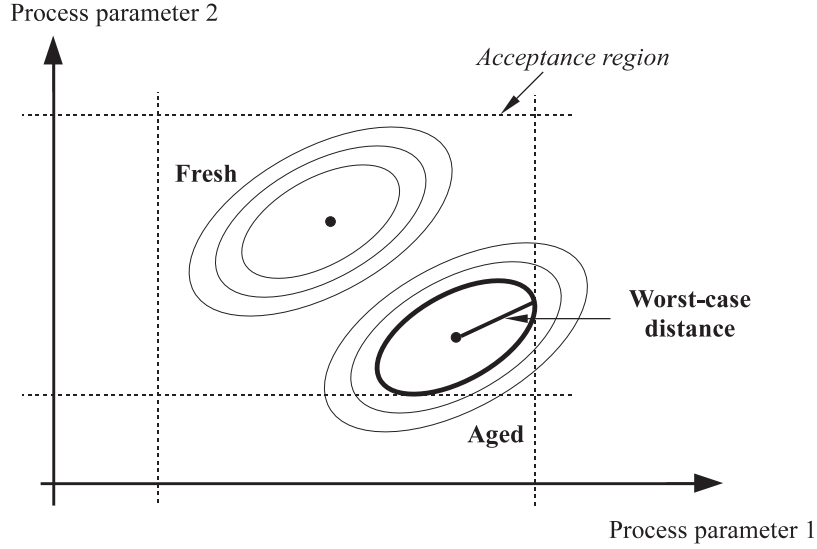 Process parameter 2
Acceptance region
Fresh
Worst-case
distance
Aged
Process parameter 1